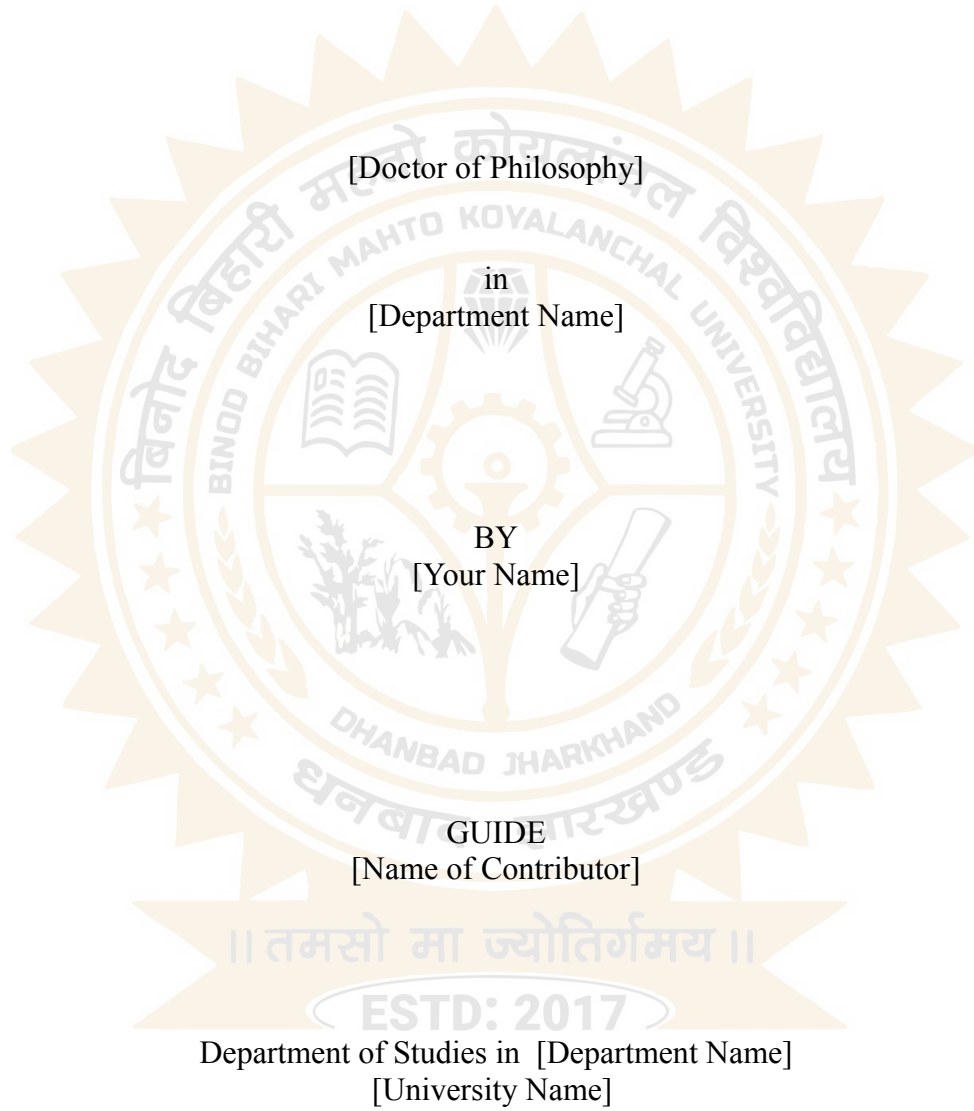 [Doctor of Philosophy]
in
[Department Name]
BY
[Your Name]
GUIDE
[Name of Contributor]
Department of Studies in [Department Name]
[University Name]
बिनोद बिहारी महतो कोयलांचल विश्वविद्यालय
BINOD BIHARI MAHTO KOYALANCHAL UNIVERSITY
DHANBAD JHARKHAND
धनबाद झारखण्ड
॥ तमसो मा ज्योतिर्गमय ॥
ESTD: 2017